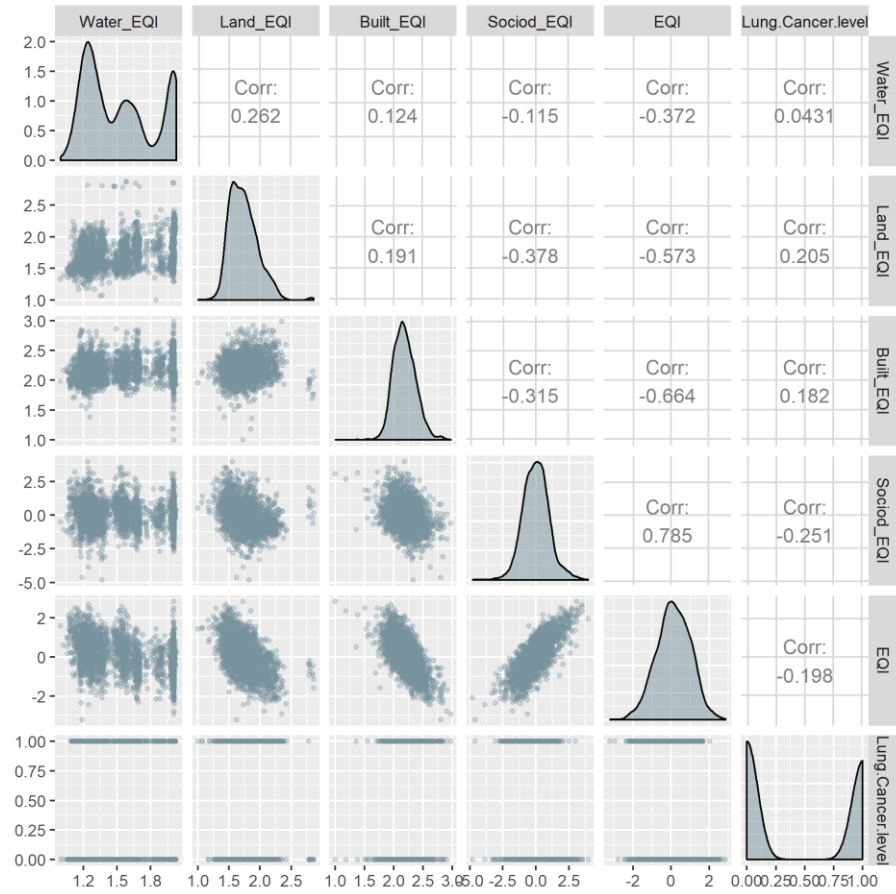 Water_EQI Land_EQI Built_EQI Sociod_EQI EQI Lung.Cancer.level
2.0
1.5
1.0
0.5
0.0
Corr:
0.262
Corr:
0.124
Corr:
-0.115
Corr:
-0.372
Corr:
0.0431
Water_EQI
2.5
2.0
1.5
1.0
Corr:
0.191
Corr:
-0.378
Corr:
-0.573
Corr:
0.205
Land_EQI
3.0
2.5
2.0
1.5
1.0
Corr:
-0.315
Corr:
-0.664
Corr:
0.182
Built_EQI
2.5
0.0
-2.5
-5.0
Corr:
0.785
Corr:
-0.251
Sociod_EQI
2
0
-2
Corr:
-0.198
EQI
1.00
0.75
0.50
0.25
0.00
Lung.Cancer.level
1.2 1.5 1.8 1.0 1.5 2.0 2.5 1.0 1.5 2.0 2.5 3.0 -5.0 -2.5 0.0 2.5 -2 0 2 0.00 0.25 0.50 0.75 1.00